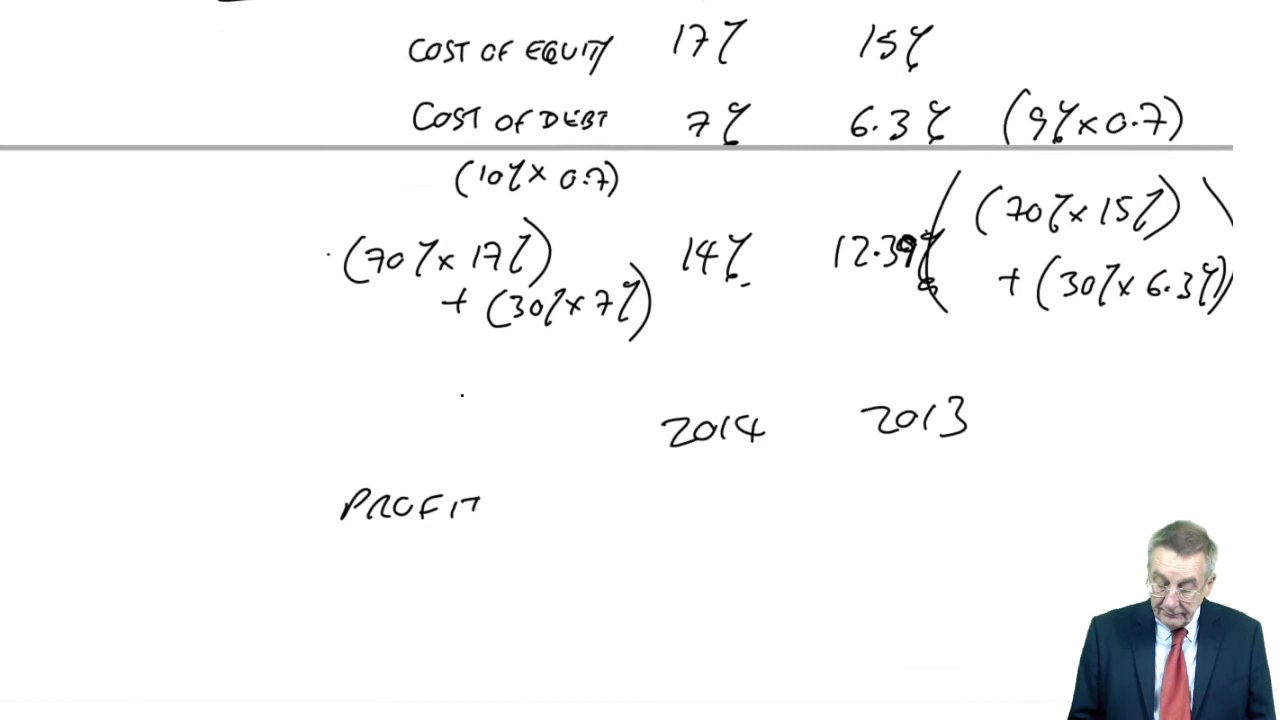 COST OF EQUITY 17% 15%
COST OF DEBT 7% 6.3% (9% x 0.7)
(10% x 0.7)
(70% x 17%) 14% 12.39% (70% x 15%)
+ (30% x 7%) + (30% x 6.3%)
2014 2013
PROFIT